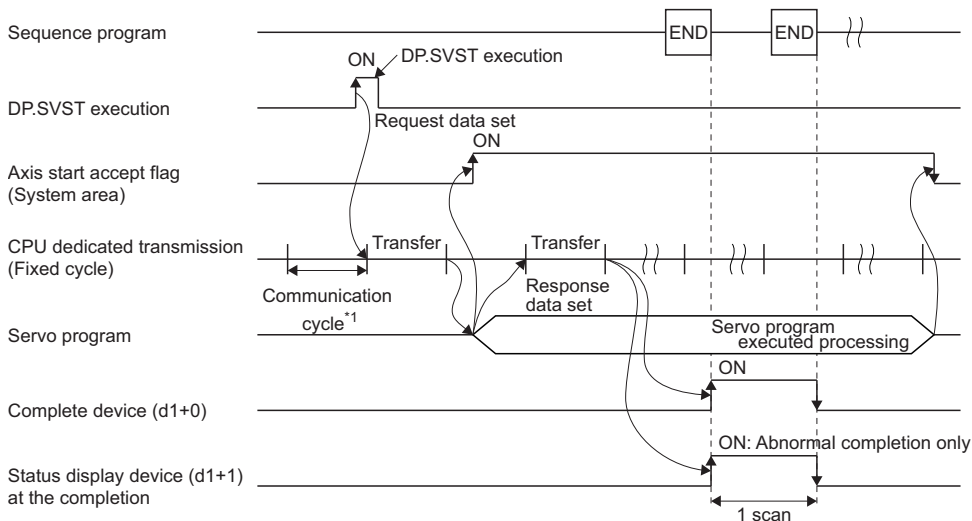 Sequence program
END
END
ON
DP.SVST execution
DP.SVST execution
Request data set
ON
Axis start accept flag
(System area)
CPU dedicated transmission
(Fixed cycle)
Transfer
Transfer
Communication
cycle*1
Response
data set
Servo program
Servo program
executed processing
ON
Complete device (d1+0)
ON: Abnormal completion only
Status display device (d1+1)
at the completion
1 scan